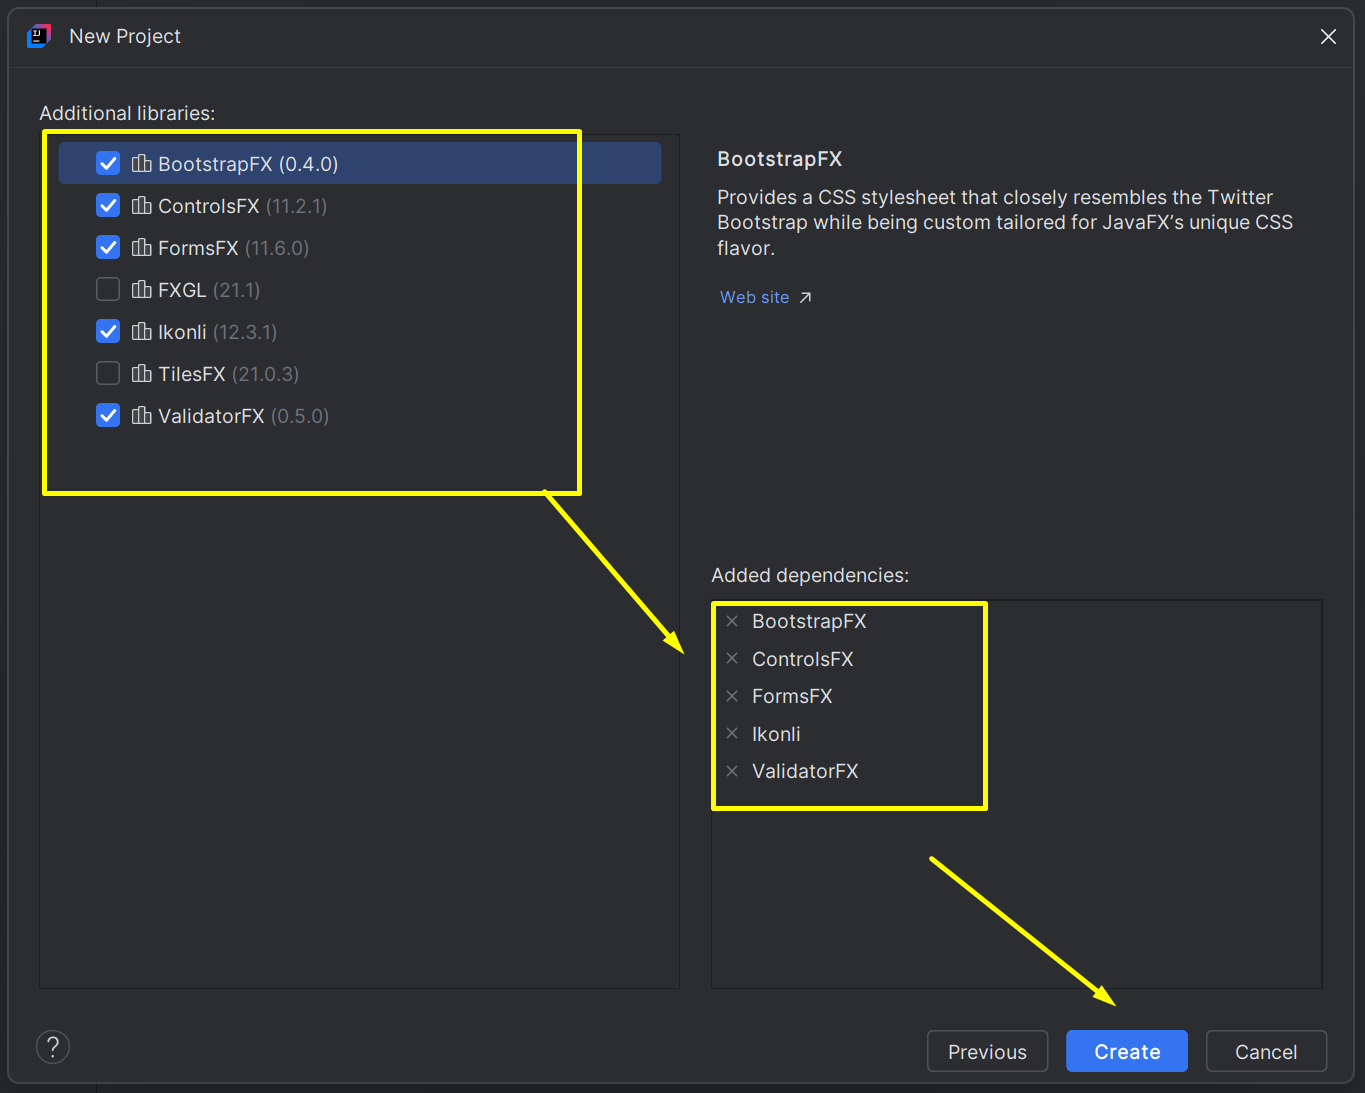 New Project
Additional libraries:
BootstrapFX (0.4.0)
ControlsFX (11.2.1)
FormsFX (11.6.0)
FXGL (21.1)
Ikonli (12.3.1)
TilesFX (21.0.3)
ValidatorFX (0.5.0)
BootstrapFX
Provides a CSS stylesheet that closely resembles the Twitter
Bootstrap while being custom tailored for JavaFX’s unique CSS
flavor.
Web site
Added dependencies:
BootstrapFX
ControlsFX
FormsFX
Ikonli
ValidatorFX
?
Previous
Create
Cancel